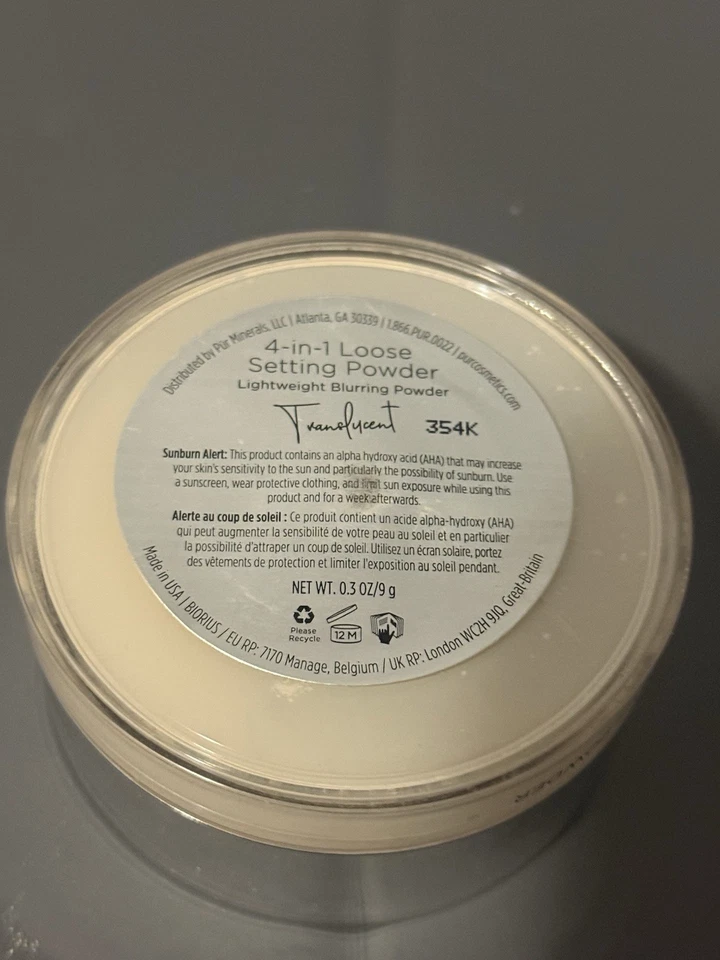 Distributed by Pür Minerals, LLC | Atlanta, GA 30339 | 1.866.PUR.0022 | purcosmetics.com
4-in-1 Loose
Setting Powder
Lightweight Blurring Powder
Translucent 354K
Sunburn Alert: This product contains an alpha hydroxy acid (AHA) that may increase
your skin's sensitivity to the sun and particularly the possibility of sunburn. Use
a sunscreen, wear protective clothing, and limit sun exposure while using this
product and for a week afterwards.
Alerte au coup de soleil : Ce produit contient un acide alpha-hydroxy (AHA)
qui peut augmenter la sensibilité de votre peau au soleil et en particulier
la possibilité d'attraper un coup de soleil. Utilisez un écran solaire, portez
des vêtements de protection et limiter l'exposition au soleil pendant.
NET WT. 0.3 OZ/9 g
Please
Recycle
12 M
Made in USA | BIORIUS / EU RP: 7170 Manage, Belgium / UK RP: London WC2H 9JQ, Great-Britain